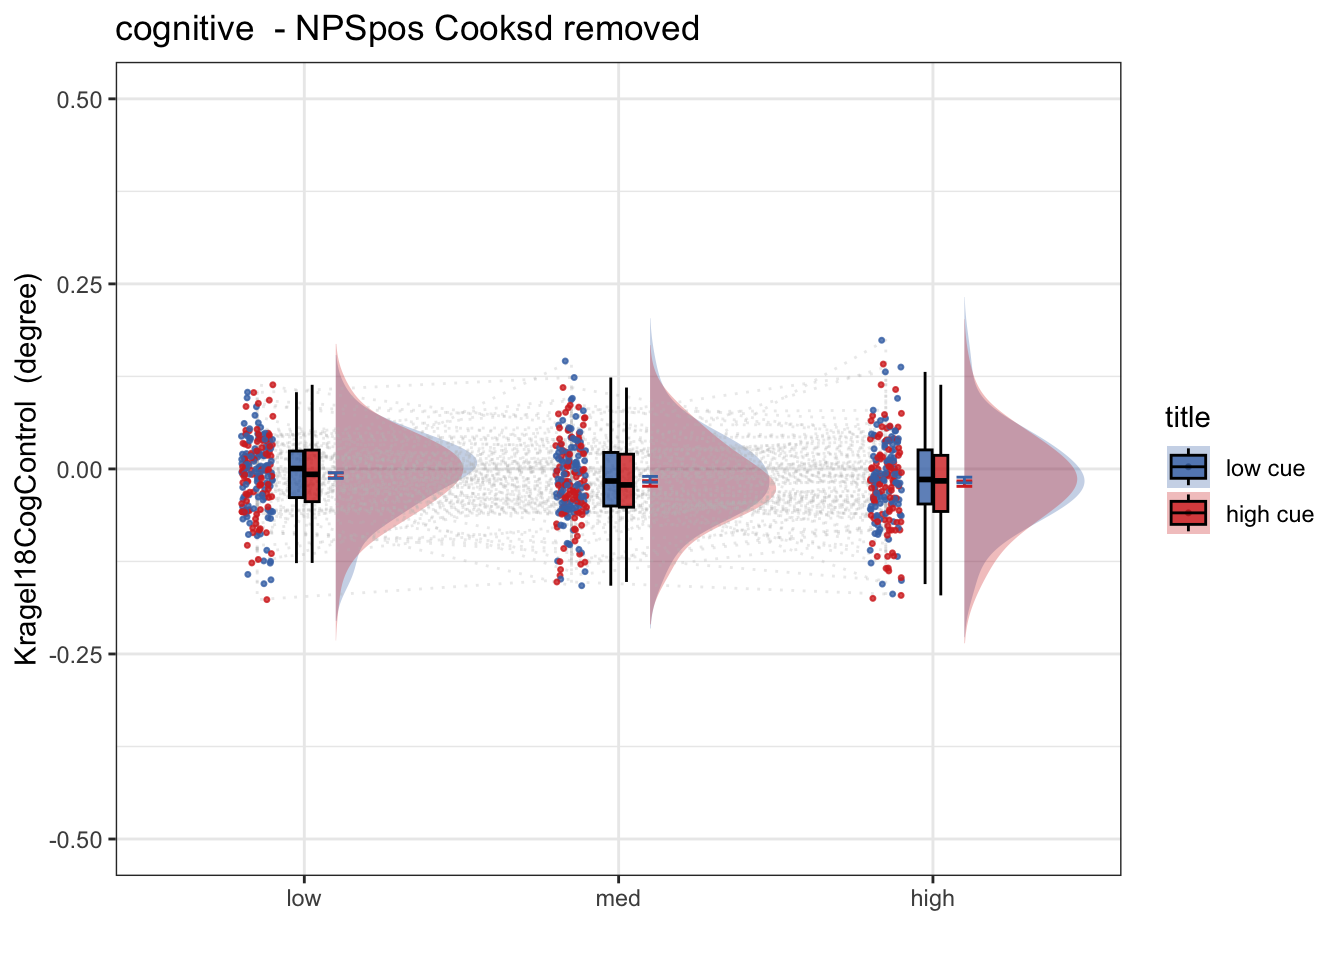 cognitive  - NPSpos Cooksd removed
Kragel18CogControl  (degree)
0.50
0.25
0.00
-0.25
-0.50
low
med
high
title
low cue
high cue